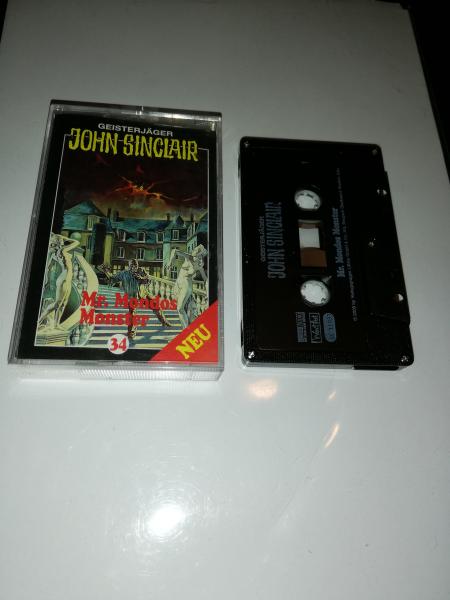 GEISTERJÄGER
JOHN SINCLAIR
Mr. Mondos
Monster
34
NEU
GEISTERJÄGER
JOHN SINCLAIR
Mr. Mondos Monster